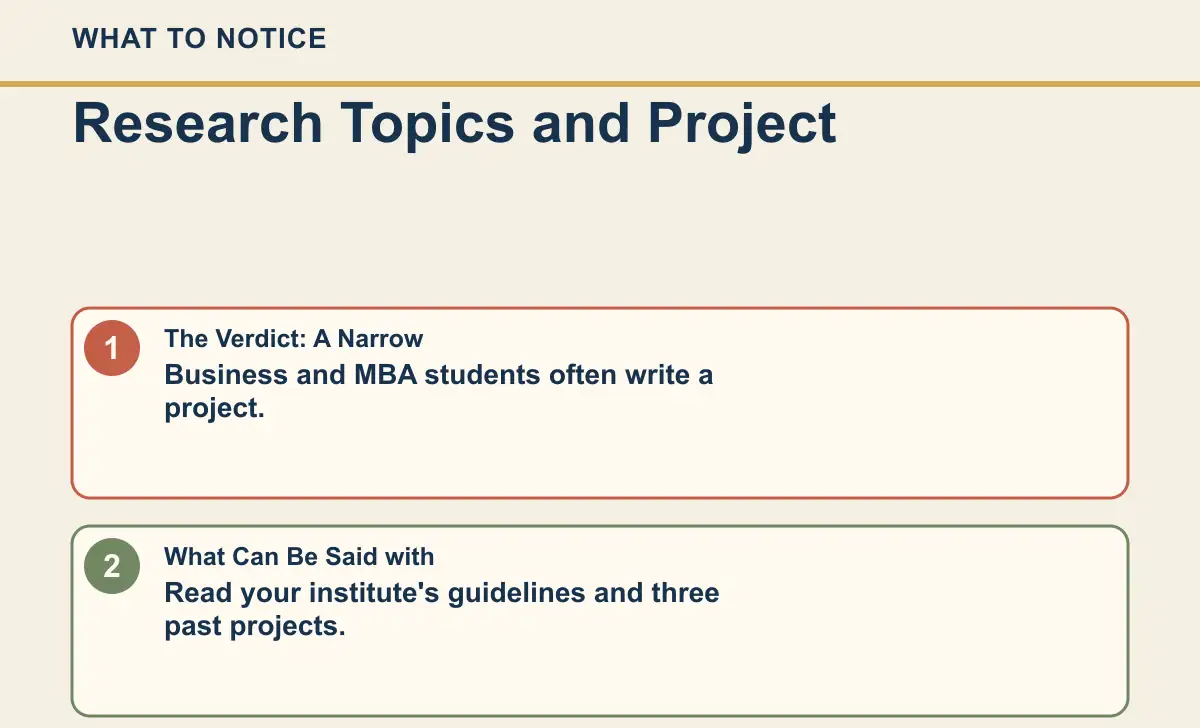 WHAT TO NOTICE
Research Topics and Project
1
The Verdict: A Narrow
Business and MBA students often write a
project.
2
What Can Be Said with
Read your institute's guidelines and three
past projects.